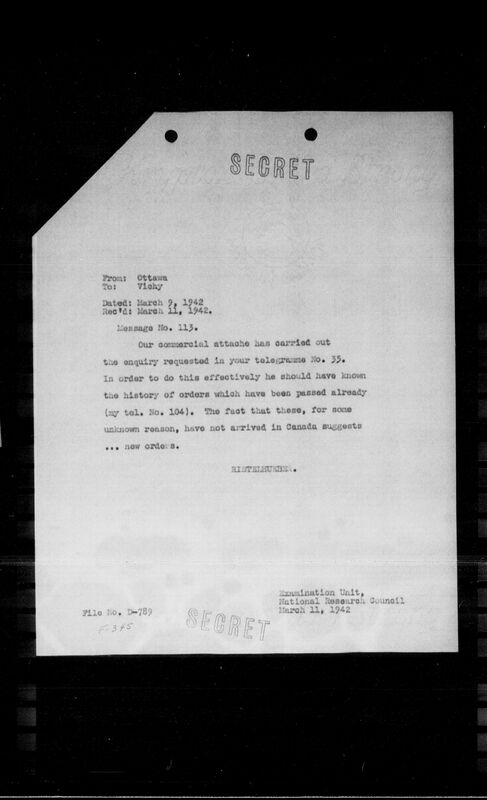 SECRET
From: Ottawa
To: Vichy
Dated: March 9, 1942
Rec'd: March 11, 1942.
Message No. 113.
Our commercial attache has carried out
the enquiry requested in your telegramme No. 35.
In order to do this effectively he should have known
the history of orders which have been passed already
(my tel. No. 104). The fact that these, for some
unknown reason, have not arrived in Canada suggests
... new orders.
RISTELHUEBER.
Examination Unit,
National Research Council
March 11, 1942
File No. D-789
F-345
SECRET